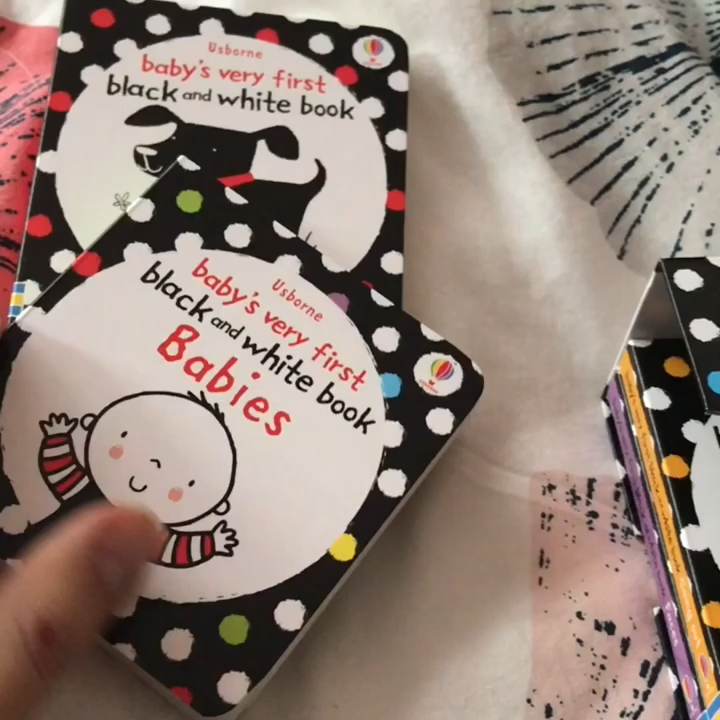 Usborne
baby's very first
black and white book
Usborne
baby's very first
black and white book
Babies